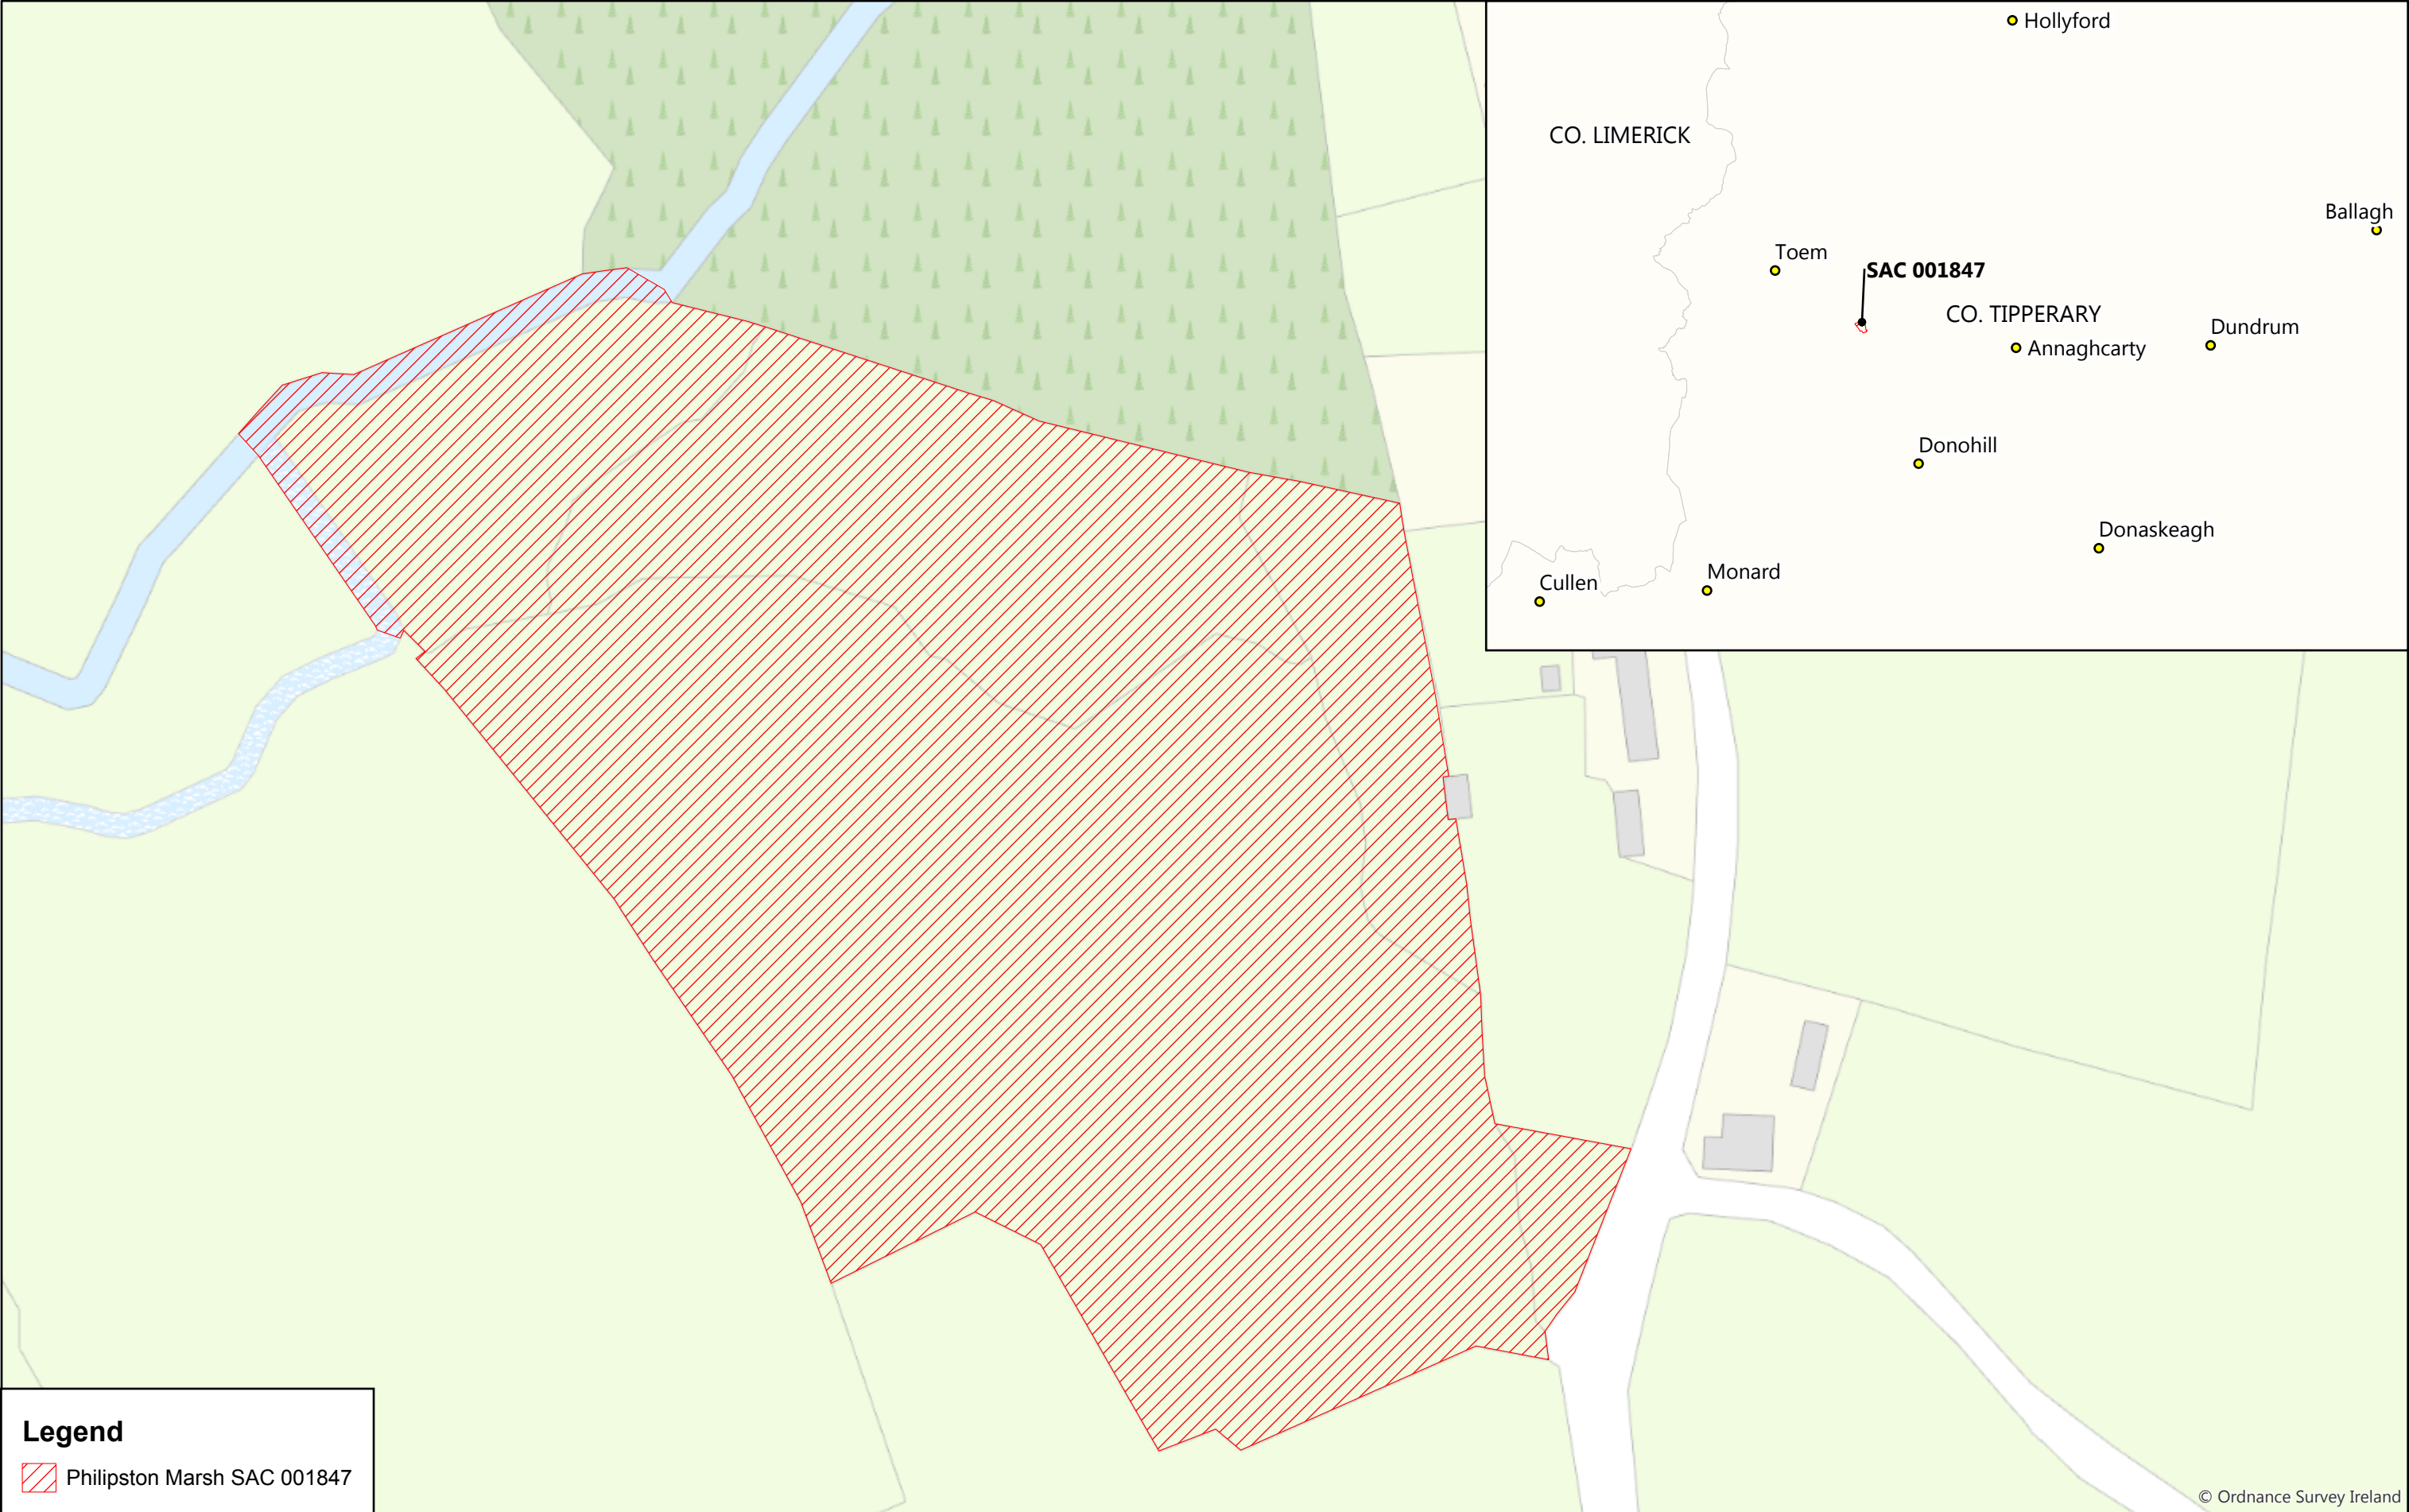 Hollyford
CO. LIMERICK
Ballagh
Toem
SAC 001847
CO. TIPPERARY
Dundrum
Annaghcarty
Donohill
Donaskeagh
Monard
Cullen
Legend
Philipston Marsh SAC 001847
© Ordnance Survey Ireland